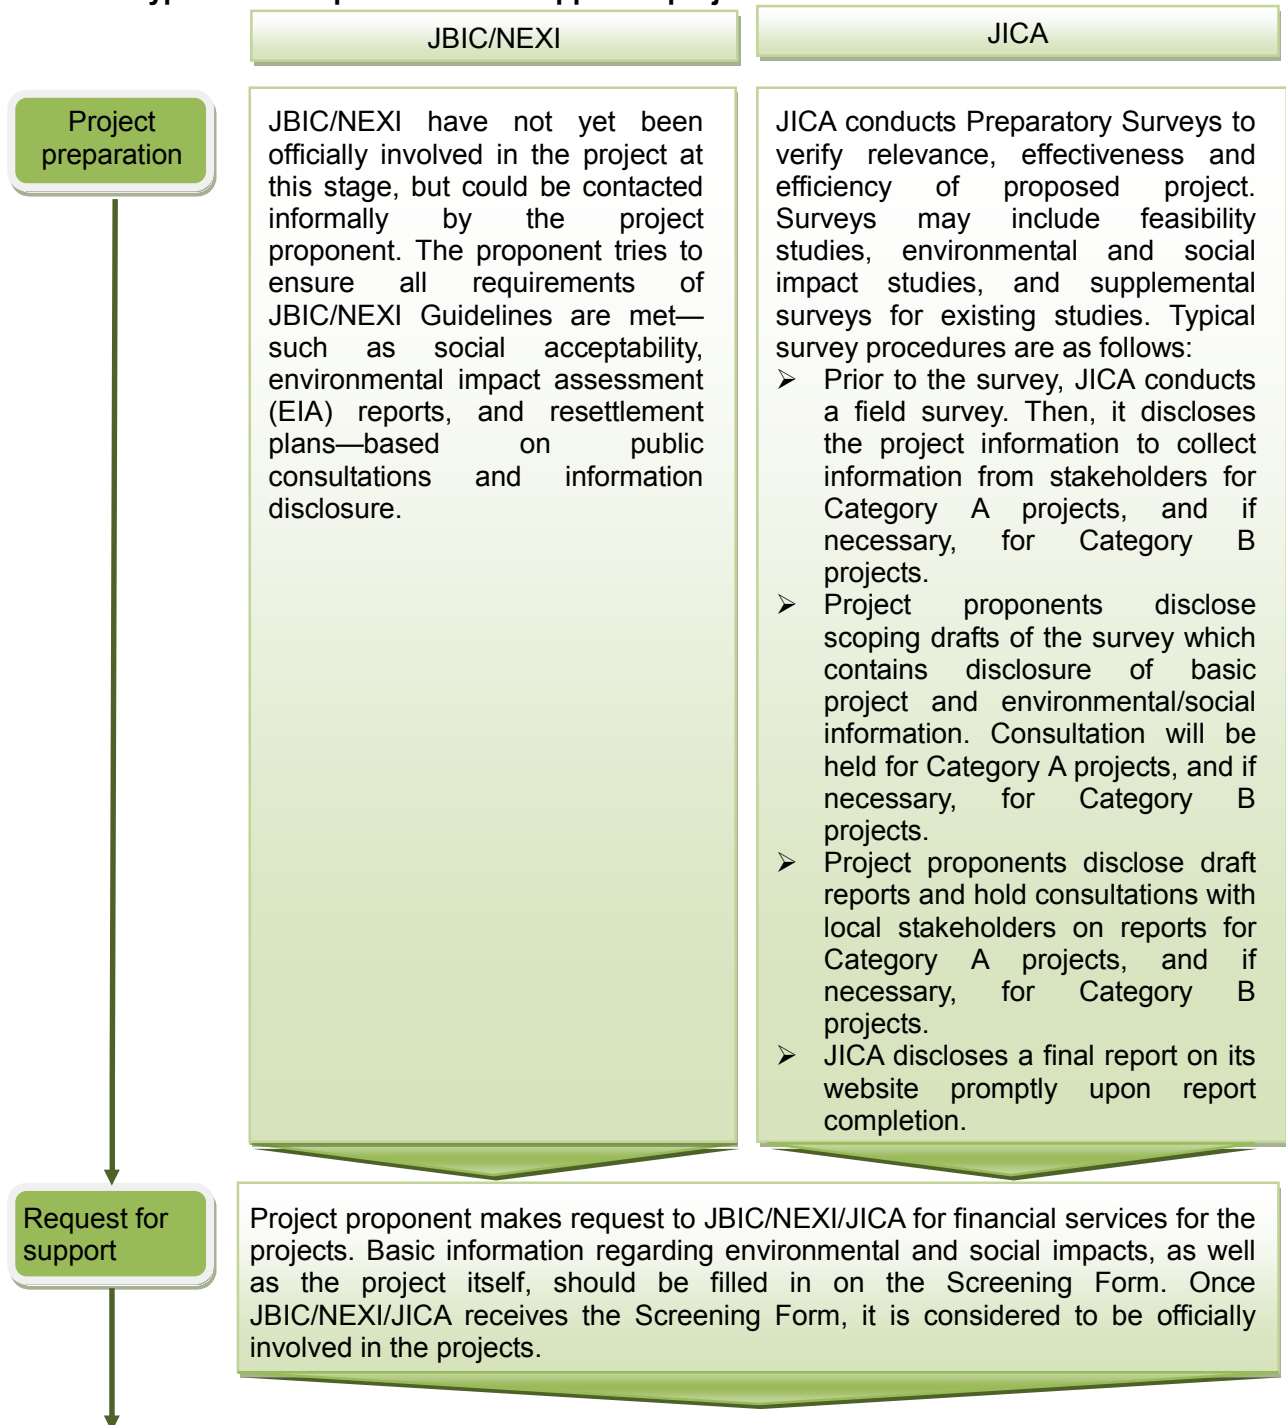 JBIC/NEXI
JICA
Project
preparation
JBIC/NEXI have not yet been
officially involved in the project at
this stage, but could be contacted
informally by the project
proponent. The proponent tries to
ensure all requirements of
JBIC/NEXI Guidelines are met—
such as social acceptability,
environmental impact assessment
(EIA) reports, and resettlement
plans—based on public
consultations and information
disclosure.
JICA conducts Preparatory Surveys to
verify relevance, effectiveness and
efficiency of proposed project.
Surveys may include feasibility
studies, environmental and social
impact studies, and supplemental
surveys for existing studies. Typical
survey procedures are as follows:
➢ Prior to the survey, JICA conducts
a field survey. Then, it discloses
the project information to collect
information from stakeholders for
Category A projects, and if
necessary, for Category B
projects.
➢ Project proponents disclose
scoping drafts of the survey which
contains disclosure of basic
project and environmental/social
information. Consultation will be
held for Category A projects, and if
necessary, for Category B
projects.
➢ Project proponents disclose draft
reports and hold consultations with
local stakeholders on reports for
Category A projects, and if
necessary, for Category B
projects.
➢ JICA discloses a final report on its
website promptly upon report
completion.
Request for
support
Project proponent makes request to JBIC/NEXI/JICA for financial services for the
projects. Basic information regarding environmental and social impacts, as well
as the project itself, should be filled in on the Screening Form. Once
JBIC/NEXI/JICA receives the Screening Form, it is considered to be officially
involved in the projects.